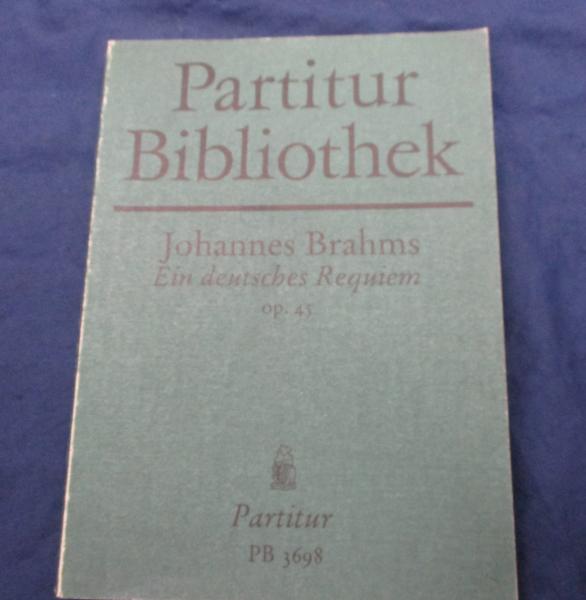 Partitur
Bibliothek
Johannes Brahms
Ein deutsches Requiem
op. 45
Partitur
PB 3698